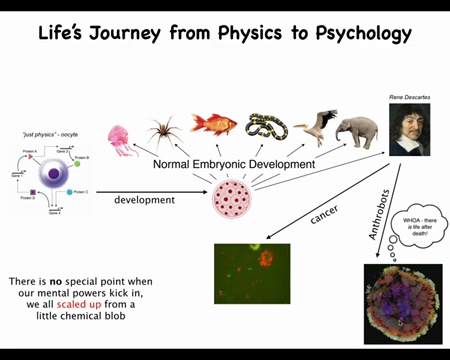 Life's Journey from Physics to Psychology
Rene Descartes
"just physics" - oocyte
Protein A
Gene 2
Protein B
Gene 1
Protein D
Protein C
Gene 4
Normal Embryonic Development
development
cancer
Anthrobots
WHOA - there
is life after
death!
There is no special point when
our mental powers kick in,
we all scaled up from a
little chemical blob